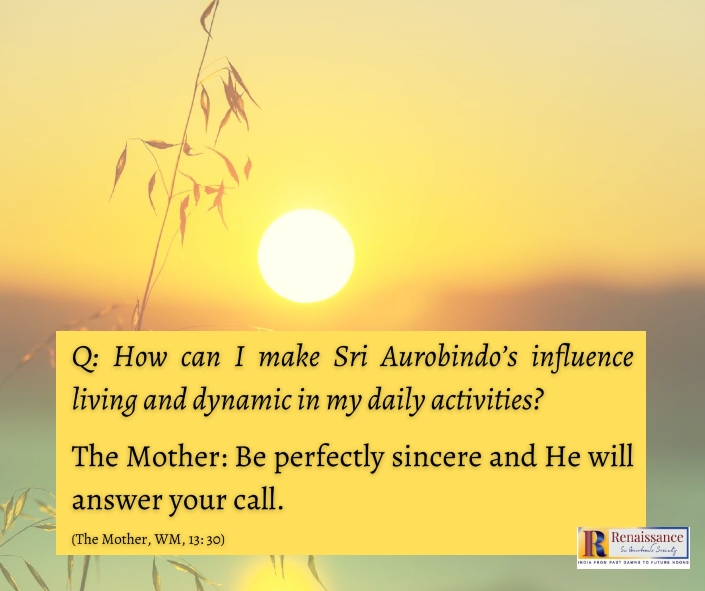 Q: How can I make Sri Aurobindo’s influence
living and dynamic in my daily activities?
The Mother: Be perfectly sincere and He will
answer your call.
(The Mother, WM, 13: 30)
R Renaissance
Sri Aurobindo Society
INDIA FROM PAST DAWNS TO FUTURE NOONS